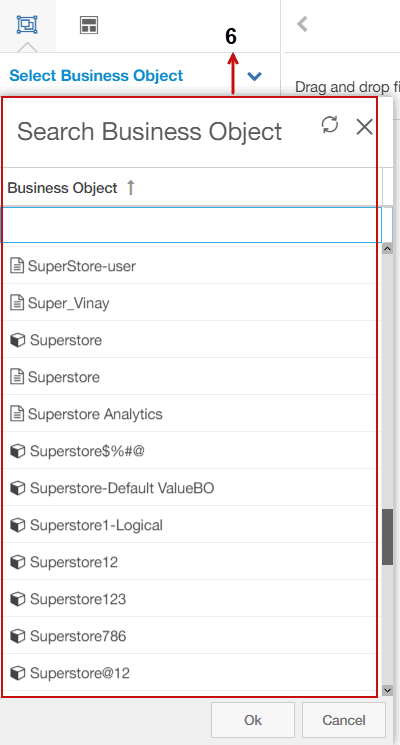 6
Select Business Object
Drag and drop fi
Search Business Object
Business Object
SuperStore-user
Super_Vinay
Superstore
Superstore
Superstore Analytics
Superstore$%#@
Superstore-Default ValueBO
Superstore1-Logical
Superstore12
Superstore123
Superstore786
Superstore@12
Ok Cancel